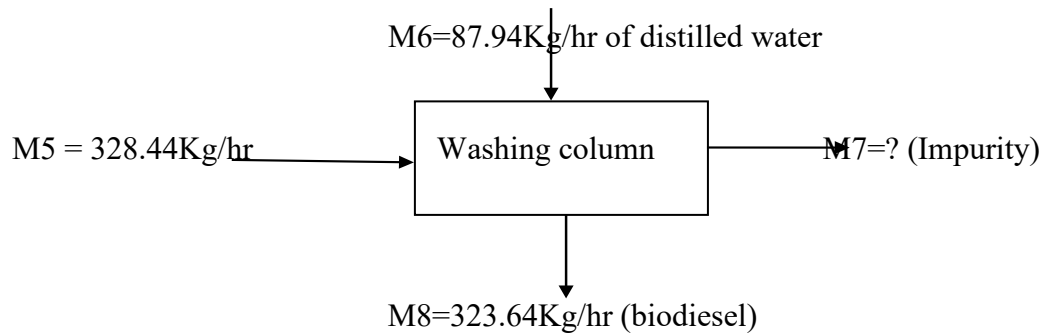 M6=87.94Kg/hr of distilled water
M5 = 328.44Kg/hr
Washing column
M7=? (Impurity)
M8=323.64Kg/hr (biodiesel)